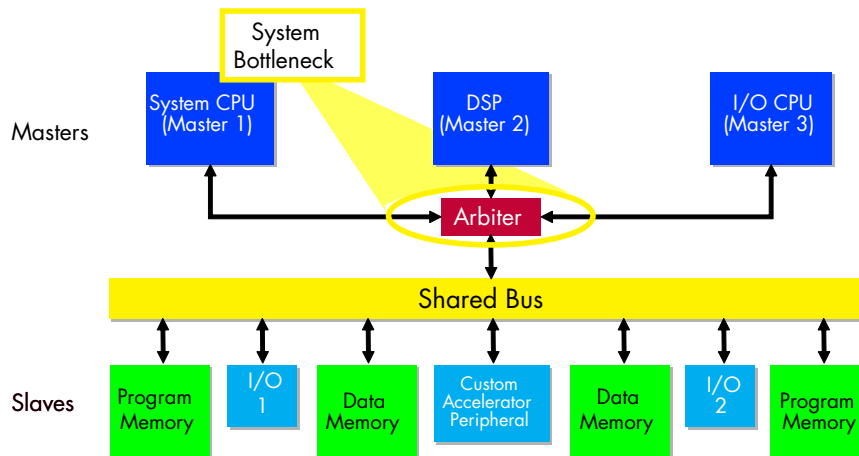 System
Bottleneck
System CPU
(Master 1)
DSP
(Master 2)
I/O CPU
(Master 3)
Masters
Arbiter
Shared Bus
Slaves
Program
Memory
I/O
1
Data
Memory
Custom
Accelerator
Peripheral
Data
Memory
I/O
2
Program
Memory